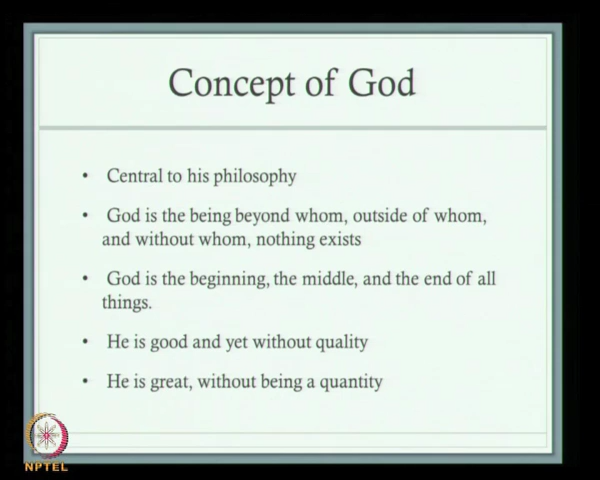 Concept of God
• Central to his philosophy
• God is the being beyond whom, outside of whom,
and without whom, nothing exists
• God is the beginning, the middle, and the end of all
things.
• He is good and yet without quality
• He is great, without being a quantity
NPTEL